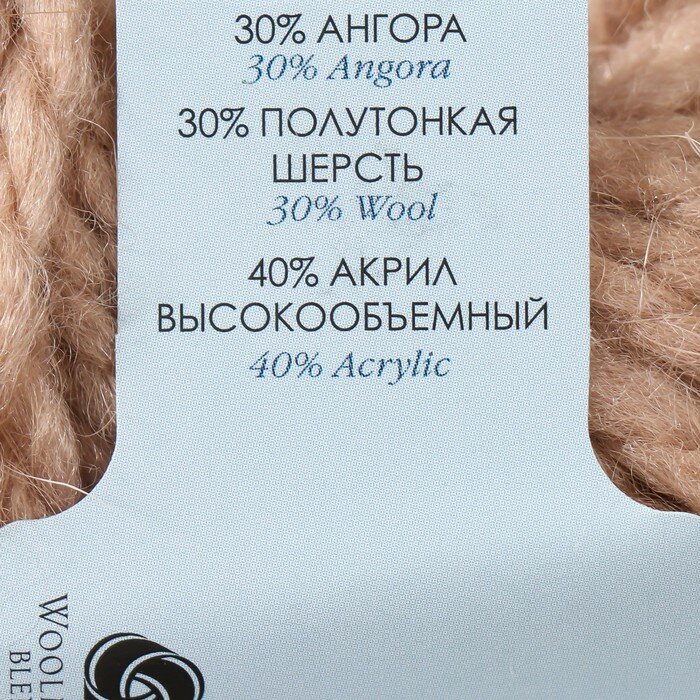 30% АНГОРА
30% Angora
30% ПОЛУТОНКАЯ
ШЕРСТЬ
30% Wool
40% АКРИЛ
ВЫСОКООБЪЕМНЫЙ
40% Acrylic